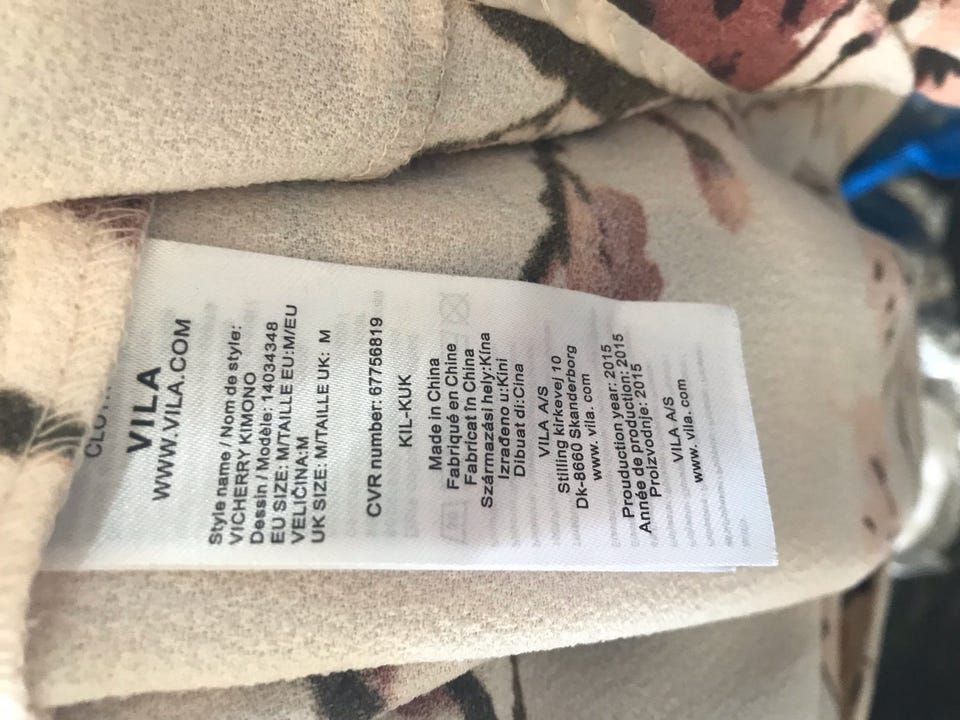 VILA
WWW.VILA.COM
Style name / Nom de style:
VICHERRY KIMONO
Dessin / Modèle: 14034348
EU SIZE: M/TAILLE EU:M/EU
VELIČINA:M
UK SIZE: M/TAILLE UK: M
CVR number: 67756819
KIL-KUK
Made in China
Fabriqué en Chine
Fabricat în China
Származási hely:Kína
Izrađeno u:Kini
Dibuat di:Cina
VILA A/S
Stilling kirkevej 10
Dk-8660 Skanderborg
www. vila. com
Prouduction year: 2015
Année de production: 2015
Proizvodnje: 2015
VILA A/S
www. vila. com